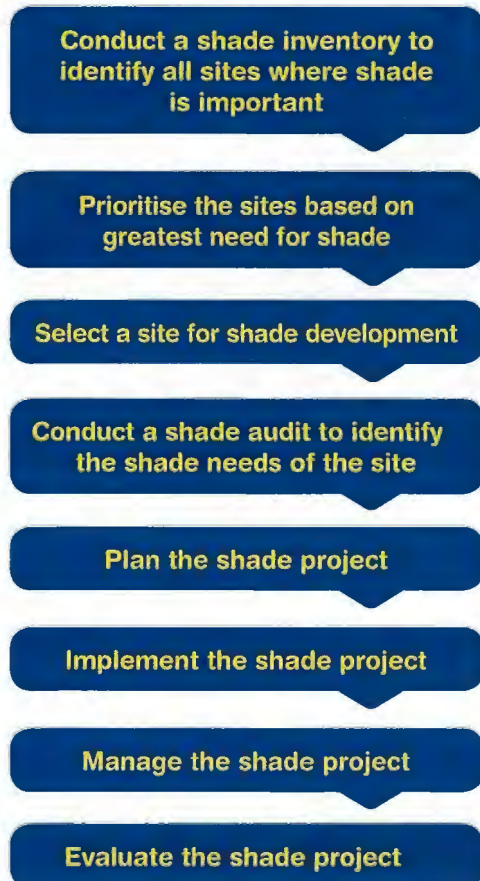 Conduct a shade inventory to
identify all sites where shade
is important
Prioritise the sites based on
greatest need for shade
Select a site for shade development
Conduct a shade audit to identify
the shade needs of the site
Plan the shade project
Implement the shade project
Manage the shade project
Evaluate the shade project